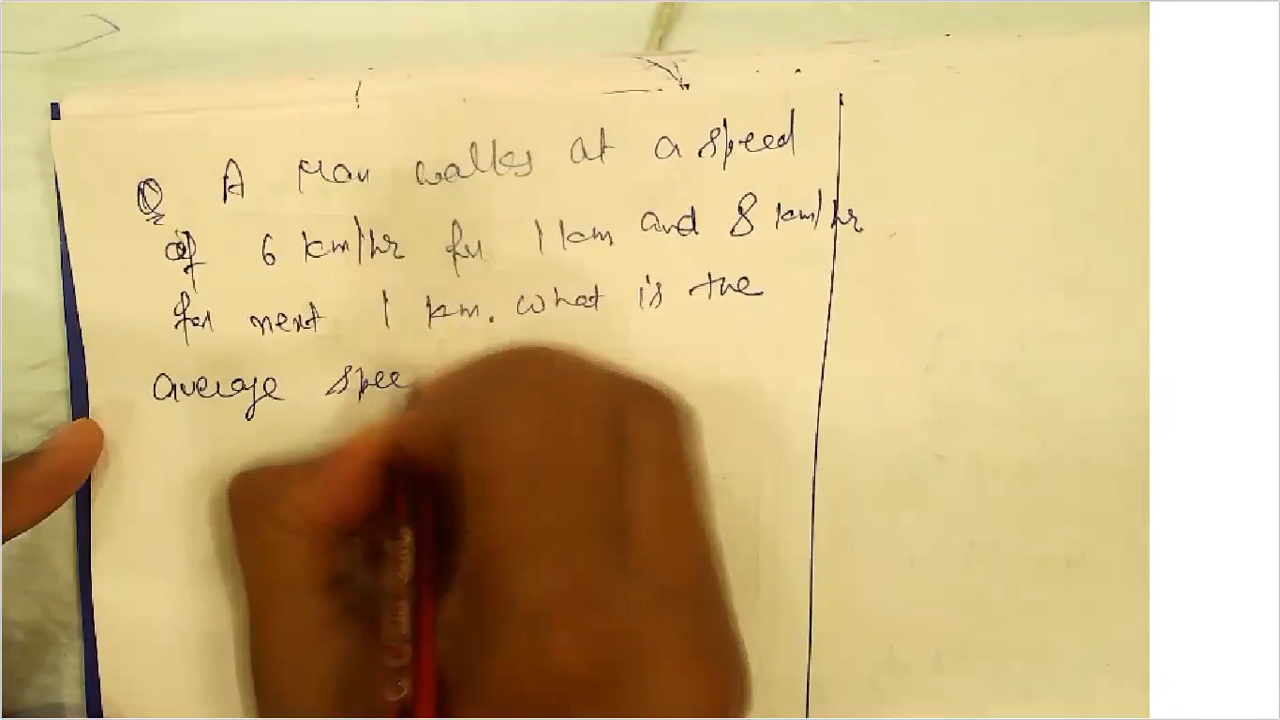 Q A Man walks at a speed
of 6 km/hr for 1 km and 8 km/hr
for next 1 km. what is the
average spee